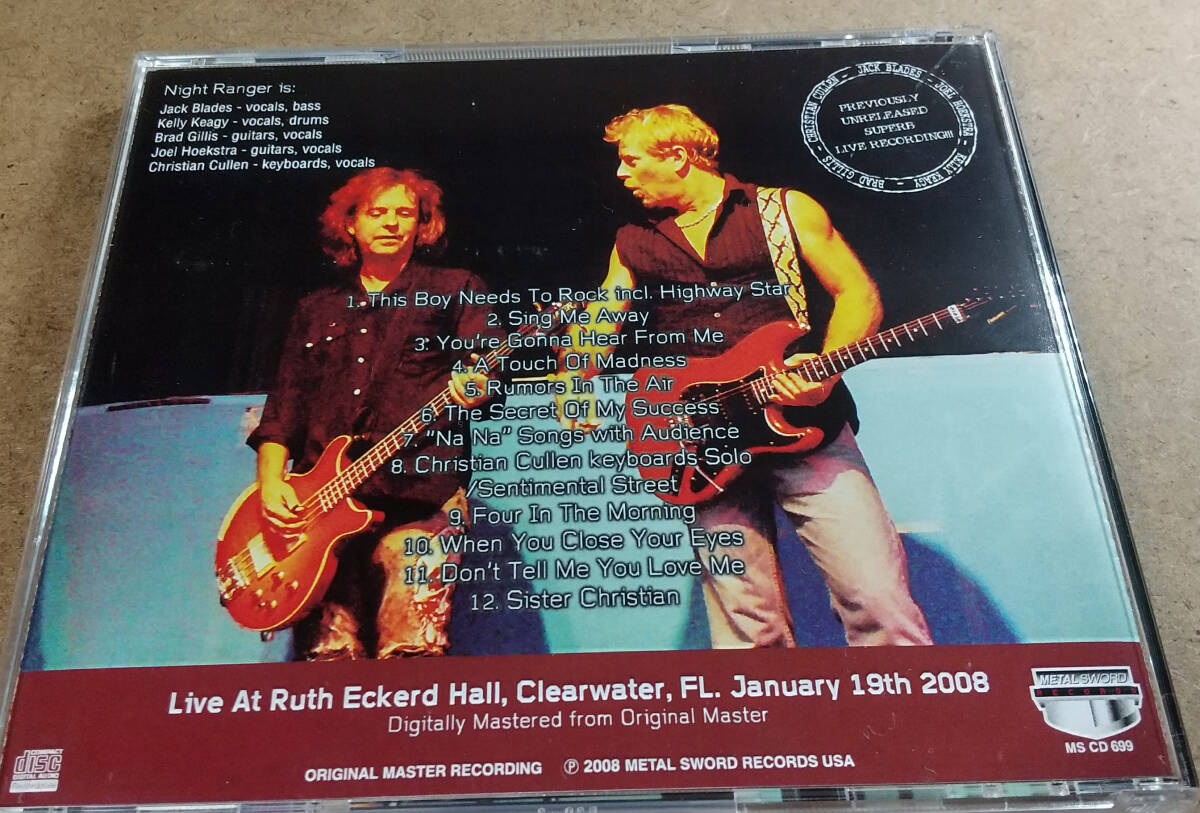 Night Ranger is:
Jack Blades - vocals, bass
Kelly Keagy - vocals, drums
Brad Gillis - guitars, vocals
Joel Hoekstra - guitars, vocals
Christian Cullen - keyboards, vocals
CHRISTIAN CULLEN - JACK BLADES - JOEL HOEKSTRA - KELLY KEAGY - BRAD GILLIS -
PREVIOUSLY
UNRELEASED
SUPERB
LIVE RECORDING!!!
1. This Boy Needs To Rock incl. Highway Star
2. Sing Me Away
3. You're Gonna Hear From Me
4. A Touch Of Madness
5. Rumors In The Air
6. The Secret Of My Success
7. "Na Na" Songs with Audience
8. Christian Cullen keyboards Solo
/Sentimental Street
9. Four In The Morning
10. When You Close Your Eyes
11. Don't Tell Me You Love Me
12. Sister Christian
Live At Ruth Eckerd Hall, Clearwater, FL. January 19th 2008
Digitally Mastered from Original Master
METAL SWORD
RECORDS
MS CD 699
COMPACT
disc
DIGITAL AUDIO
ORIGINAL MASTER RECORDING ℗ 2008 METAL SWORD RECORDS USA